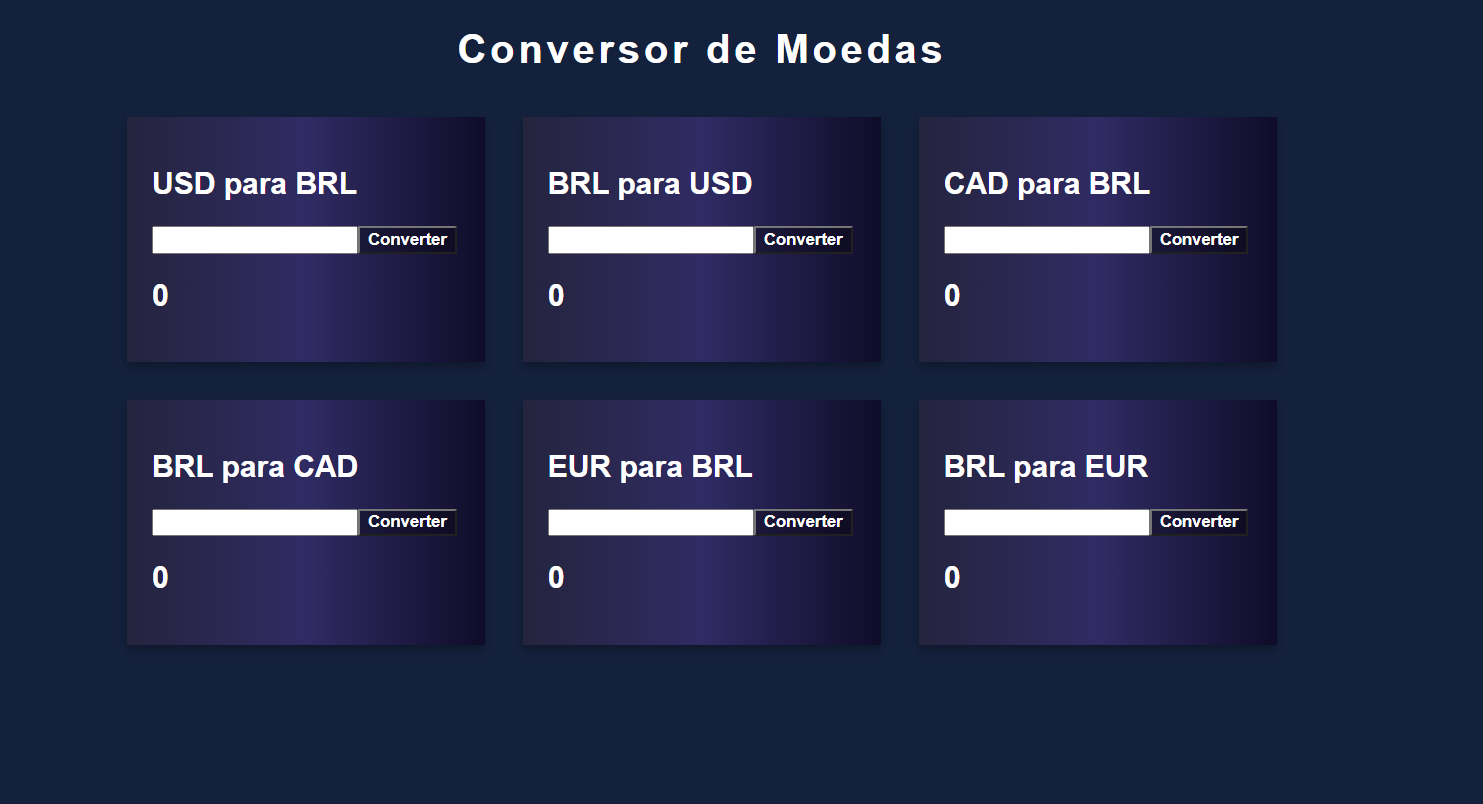 Conversor de Moedas
USD para BRL
Converter
0
BRL para USD
Converter
0
CAD para BRL
Converter
0
BRL para CAD
Converter
0
EUR para BRL
Converter
0
BRL para EUR
Converter
0